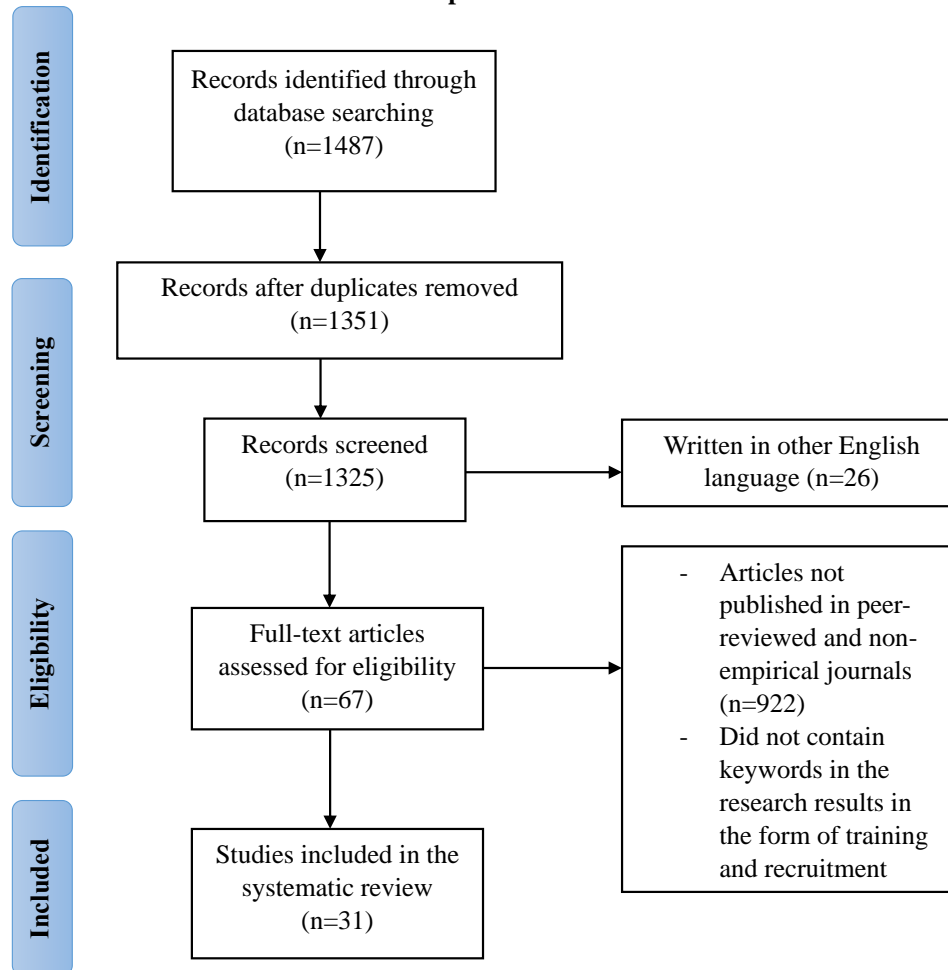 Identification
Records identified through
database searching
(n=1487)
Records after duplicates removed
(n=1351)
Screening
Records screened
(n=1325)
Written in other English
language (n=26)
Eligibility
Full-text articles
assessed for eligibility
(n=67)
- Articles not
published in peer-
reviewed and non-
empirical journals
(n=922)
- Did not contain
keywords in the
research results in
the form of training
and recruitment
Included
Studies included in the
systematic review
(n=31)